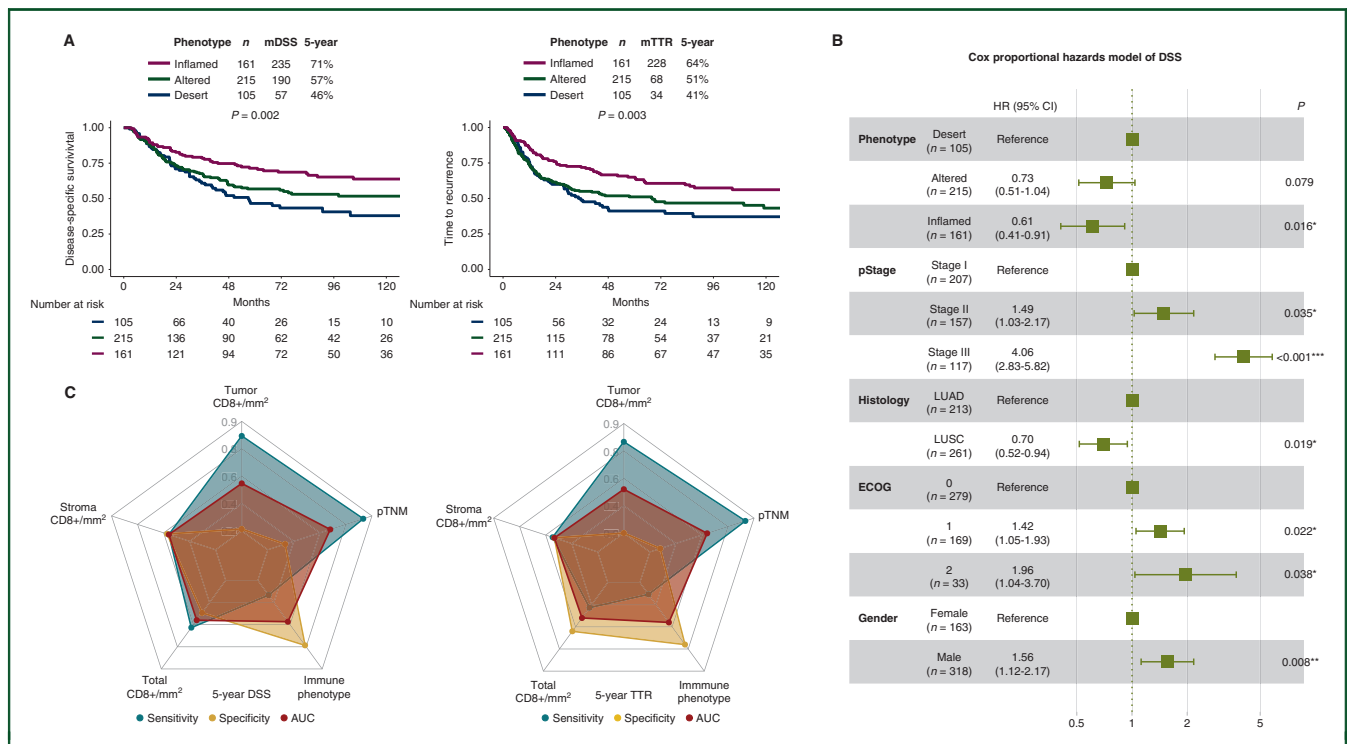 A
Phenotype n mDSS 5-year
Inflamed 161 235 71%
Altered 215 190 57%
Desert 105 57 46%
P = 0.002
Disease-specific survivivtal
1.00
0.75
0.50
0.25
0.00
0 24 48 72 96 120
Months
Number at risk
105 66 40 26 15 10
215 136 90 62 42 26
161 121 94 72 50 36
Phenotype n mTTR 5-year
Inflamed 161 228 64%
Altered 215 68 51%
Desert 105 34 41%
P = 0.003
Time to recurrence
1.00
0.75
0.50
0.25
0.00
0 24 48 72 96 120
Months
Number at risk
105 56 32 24 13 9
215 115 78 54 37 21
161 111 86 67 47 35
B
Cox proportional hazards model of DSS
HR (95% CI) P
Phenotype Desert Reference
(n = 105)
Altered 0.73 0.079
(n = 215) (0.51-1.04)
Inflamed 0.61 0.016*
(n = 161) (0.41-0.91)
pStage Stage I Reference
(n = 207)
Stage II 1.49 0.035*
(n = 157) (1.03-2.17)
Stage III 4.06 <0.001***
(n = 117) (2.83-5.82)
Histology LUAD Reference
(n = 213)
LUSC 0.70 0.019*
(n = 261) (0.52-0.94)
ECOG 0 Reference
(n = 279)
1 1.42 0.022*
(n = 169) (1.05-1.93)
2 1.96 0.038*
(n = 33) (1.04-3.70)
Gender Female Reference
(n = 163)
Male 1.56 0.008**
(n = 318) (1.12-2.17)
0.5 1 2 5
C
Tumor
CD8+/mm²
0.9
0.6
Stroma
CD8+/mm²
pTNM
Total
CD8+/mm²
5-year DSS
Immune
phenotype
Sensitivity Specificity AUC
Tumor
CD8+/mm²
0.9
0.6
Stroma
CD8+/mm²
pTNM
Total
CD8+/mm²
5-year TTR
Immmune
phenotype
Sensitivity Specificity AUC